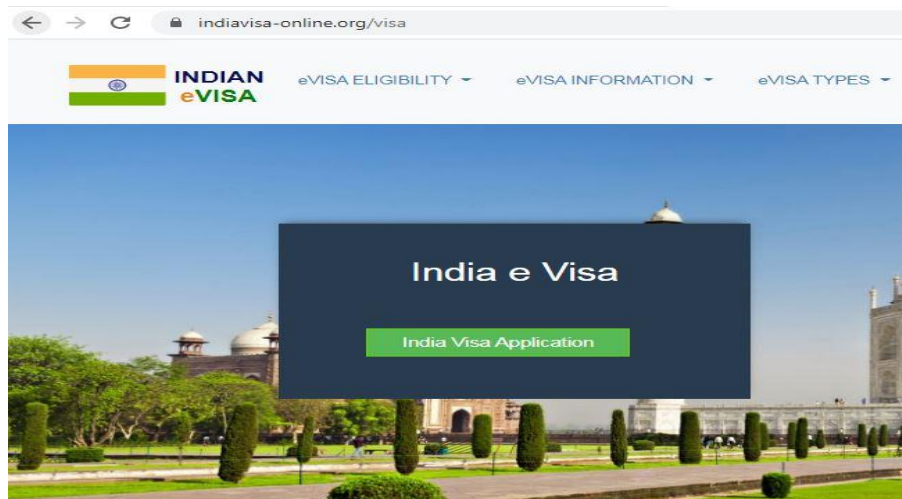 indiavisa-online.org/visa
INDIAN eVISA ELIGIBILITY eVISA INFORMATION eVISA TYPES
eVISA
India e Visa
India Visa Application